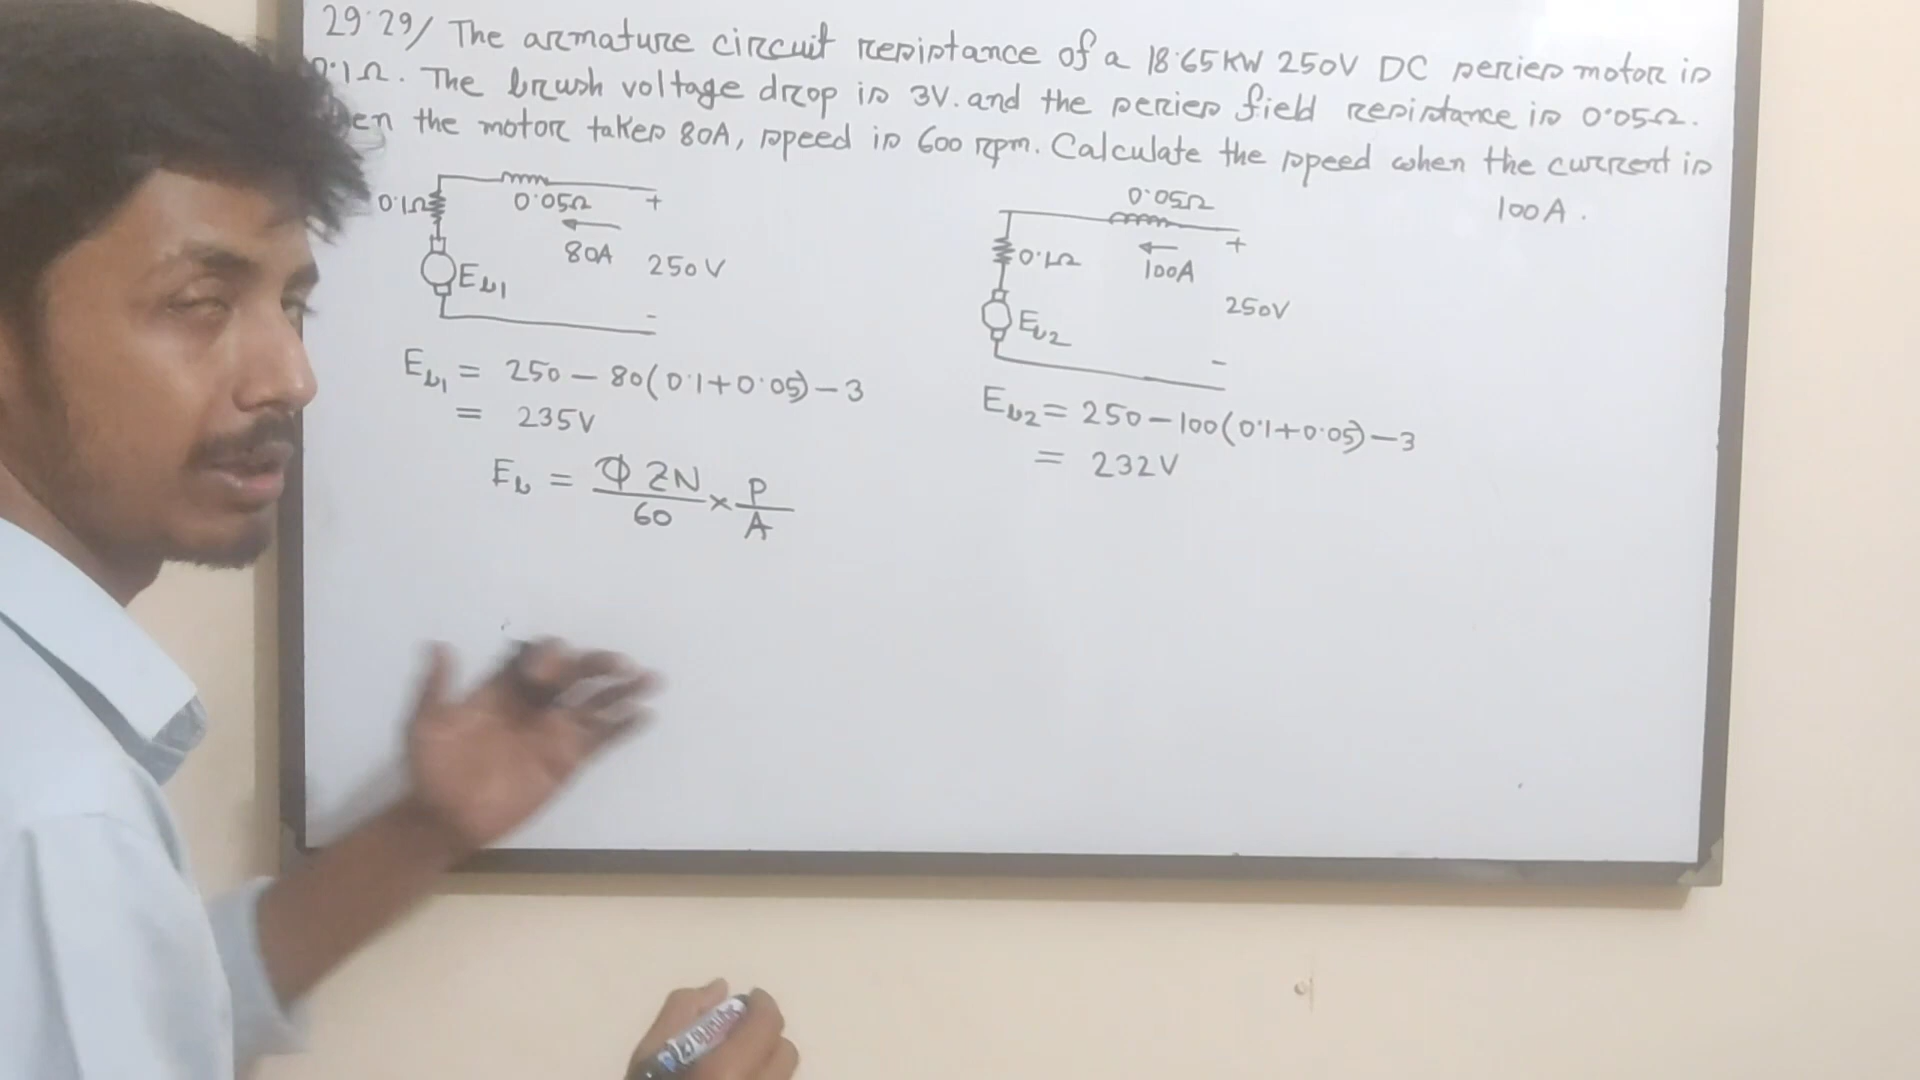 29.29/ The armature circuit resistance of a 18.65KW 250V DC series motor is
0.1Ω. The brush voltage drop is 3V. and the series field resistance is 0.05Ω.
the motor takes 80A, speed is 600 rpm. Calculate the speed when the current is
100A.
0.1Ω 0.05Ω +
80A 250V
Eb1
-
0.05Ω
0.1Ω 100A +
250V
Eb2
-
Eb1 = 250 - 80(0.1+0.05) - 3
= 235V
Eb = ΦZN/60 × P/A
Eb2 = 250 - 100(0.1+0.05) - 3
= 232V